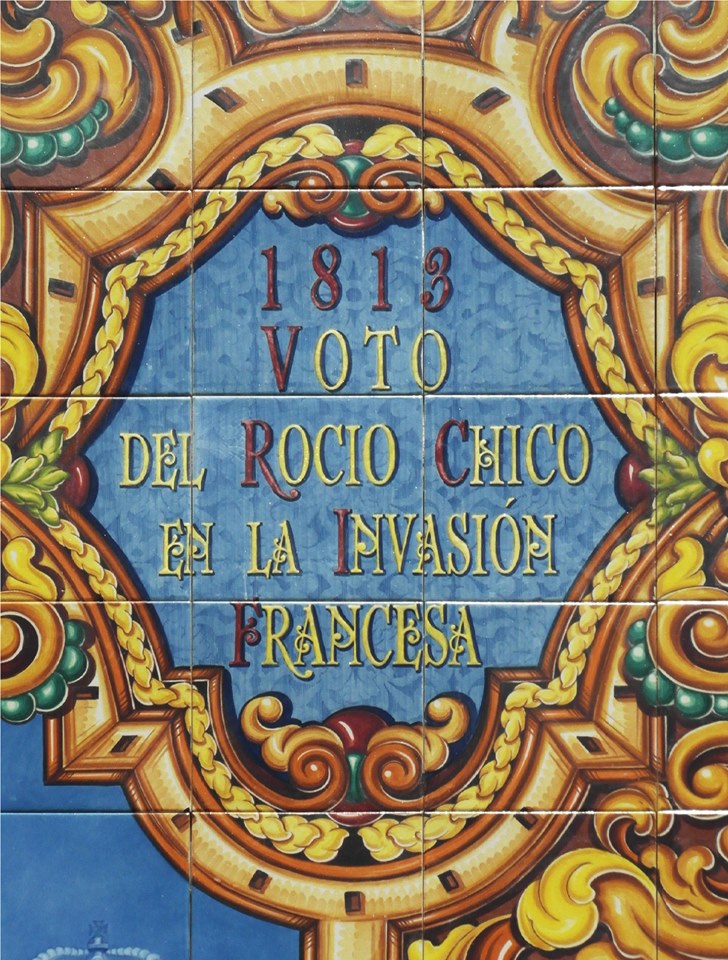 1813
VOTO
DEL ROCIO CHICO
EN LA INVASIÓN
FRANCESA